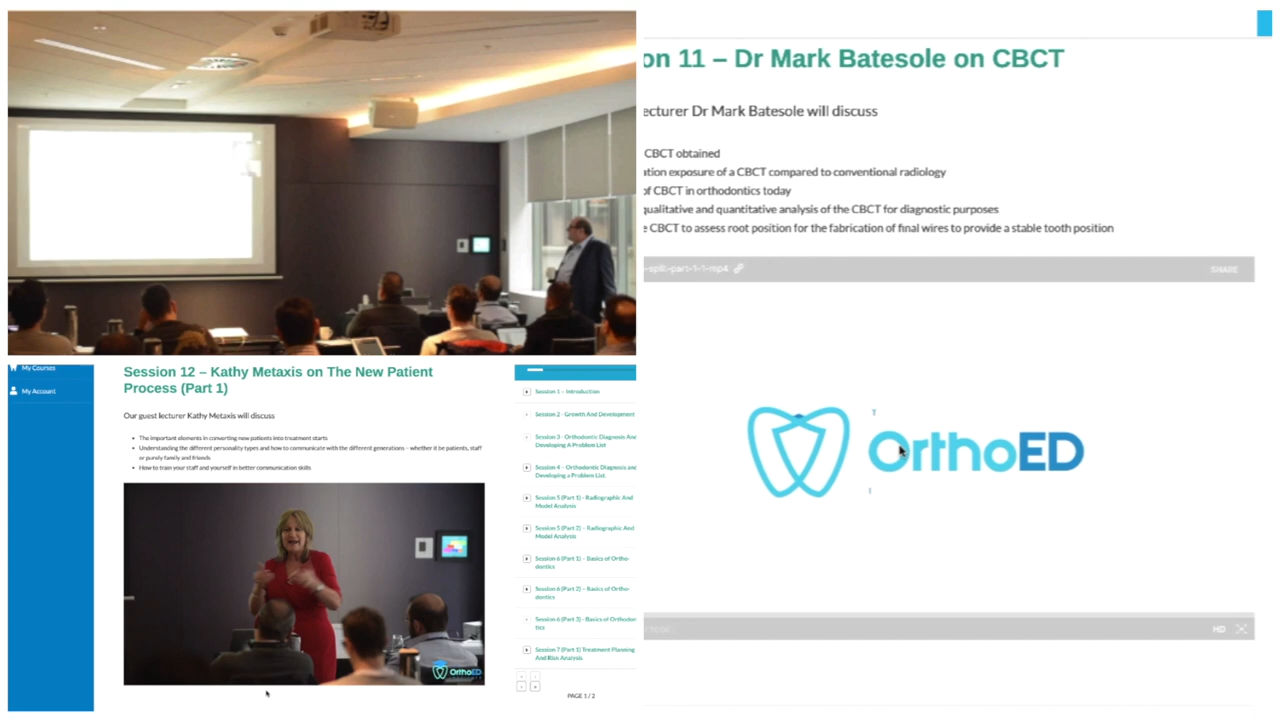 on 11 – Dr Mark Batesole on CBCT
ecturer Dr Mark Batesole will discuss
CBCT obtained
ation exposure of a CBCT compared to conventional radiology
of CBCT in orthodontics today
qualitative and quantitative analysis of the CBCT for diagnostic purposes
e CBCT to assess root position for the fabrication of final wires to provide a stable tooth position
-split-part-1-1-mp4
SHARE
OrthoED
HD
My Courses
My Account
Session 12 – Kathy Metaxis on The New Patient
Process (Part 1)
Our guest lecturer Kathy Metaxis will discuss
The important elements in converting new patients into treatment starts
Understanding the different personality types and how to communicate with the different generations – whether it be patients, staff
or purely family and friends
How to train your staff and yourself in better communication skills
OrthoED
Session 1 – Introduction
Session 2 - Growth And Development
Session 3 - Orthodontic Diagnosis And
Developing A Problem List
Session 4 – Orthodontic Diagnosis and
Developing a Problem List
Session 5 (Part 1) - Radiographic And
Model Analysis
Session 5 (Part 2) – Radiographic And
Model Analysis
Session 6 (Part 1) – Basics of Ortho-
dontics
Session 6 (Part 2) – Basics of Ortho-
dontics
Session 6 (Part 3) - Basics of Orthodon-
tics
Session 7 (Part 1) Treatment Planning
And Bliss Analysis
PAGE 1 / 2